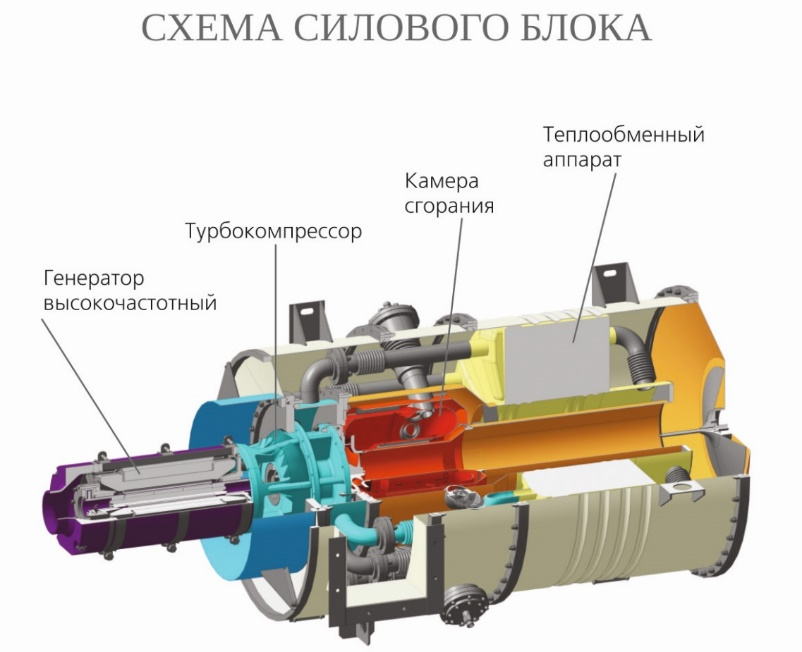 СХЕМА СИЛОВОГО БЛОКА
Теплообменный
аппарат
Камера
сгорания
Турбокомпрессор
Генератор
высокочастотный